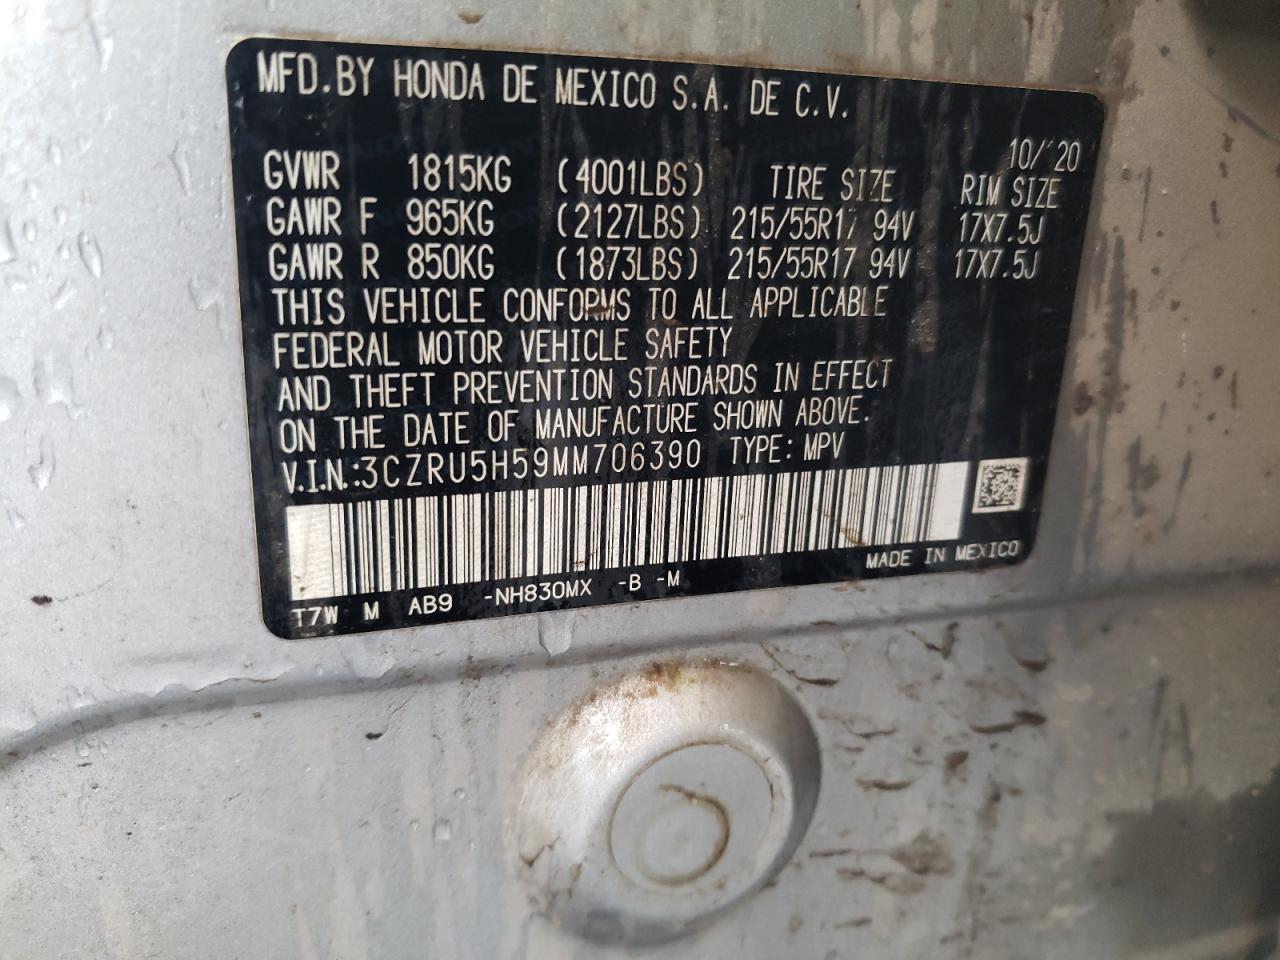 MFD.BY HONDA DE MEXICO S.A. DE C.V.
10/'20
GVWR 1815KG (4001LBS) TIRE SIZE RIM SIZE
GAWR F 965KG (2127LBS) 215/55R17 94V 17X7.5J
GAWR R 850KG (1873LBS) 215/55R17 94V 17X7.5J
THIS VEHICLE CONFORMS TO ALL APPLICABLE
FEDERAL MOTOR VEHICLE SAFETY
AND THEFT PREVENTION STANDARDS IN EFFECT
ON THE DATE OF MANUFACTURE SHOWN ABOVE.
V.I.N.:3CZRU5H59MM706390 TYPE: MPV
MADE IN MEXICO
T7W M AB9 -NH830MX -B -M